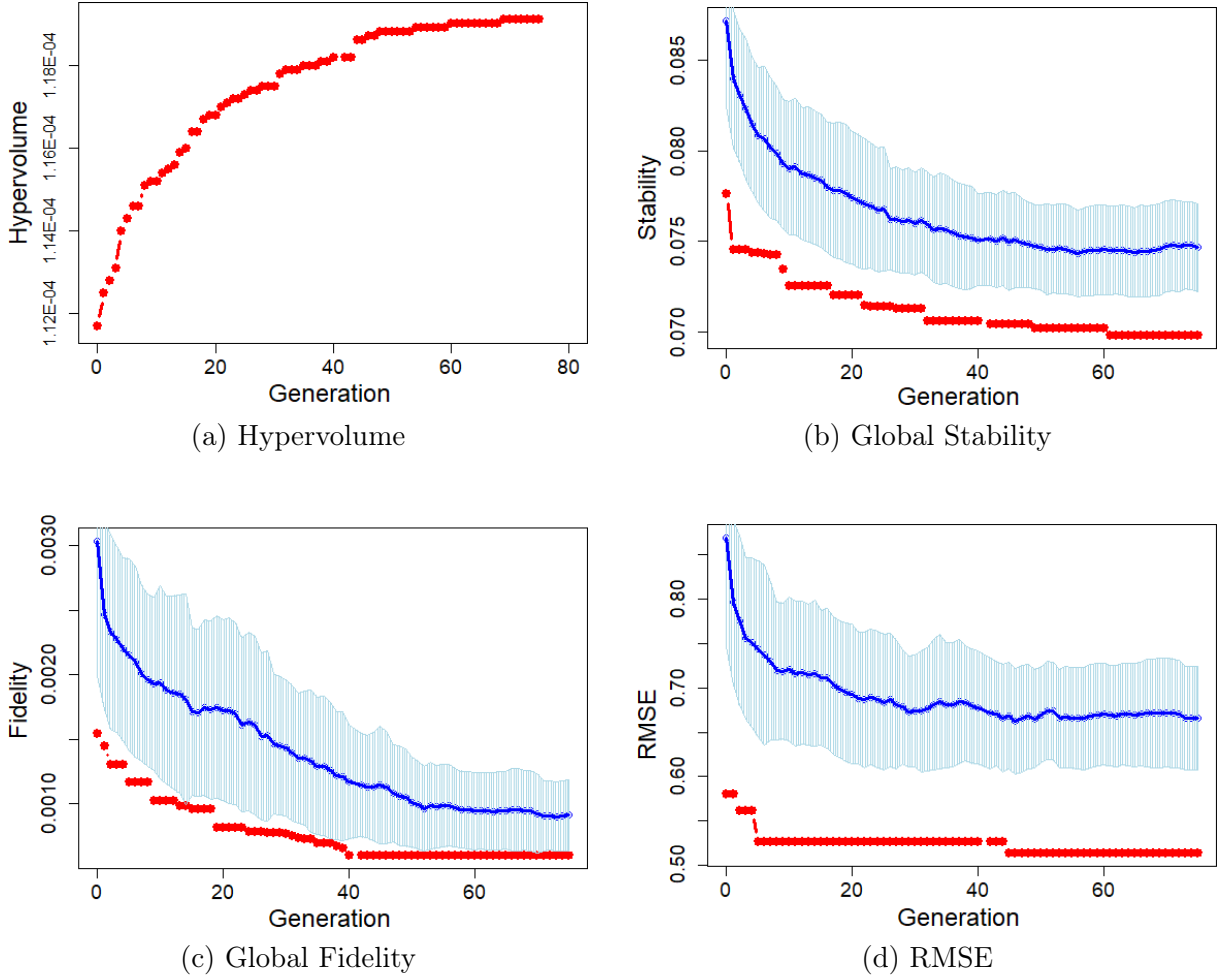 1.18E-04
1.16E-04
1.14E-04
1.12E-04
Hypervolume
0 20 40 60 80
Generation
(a) Hypervolume
0.085
0.080
0.075
0.070
Stability
0 20 40 60
Generation
(b) Global Stability
0.0030
0.0020
0.0010
Fidelity
0 20 40 60
Generation
(c) Global Fidelity
0.80
0.70
0.60
0.50
RMSE
0 20 40 60
Generation
(d) RMSE